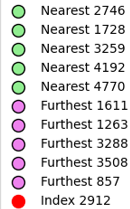 Nearest 2746
Nearest 1728
Nearest 3259
Nearest 4192
Nearest 4770
Furthest 1611
Furthest 1263
Furthest 3288
Furthest 3508
Furthest 857
Index 2912